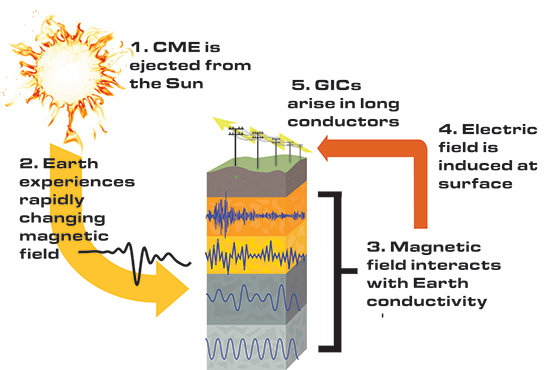 1. CME is
ejected from
the Sun
2. Earth
experiences
rapidly
changing
magnetic
field
3. Magnetic
field interacts
with Earth
conductivity
4. Electric
field is
induced at
surface
5. GICs
arise in long
conductors